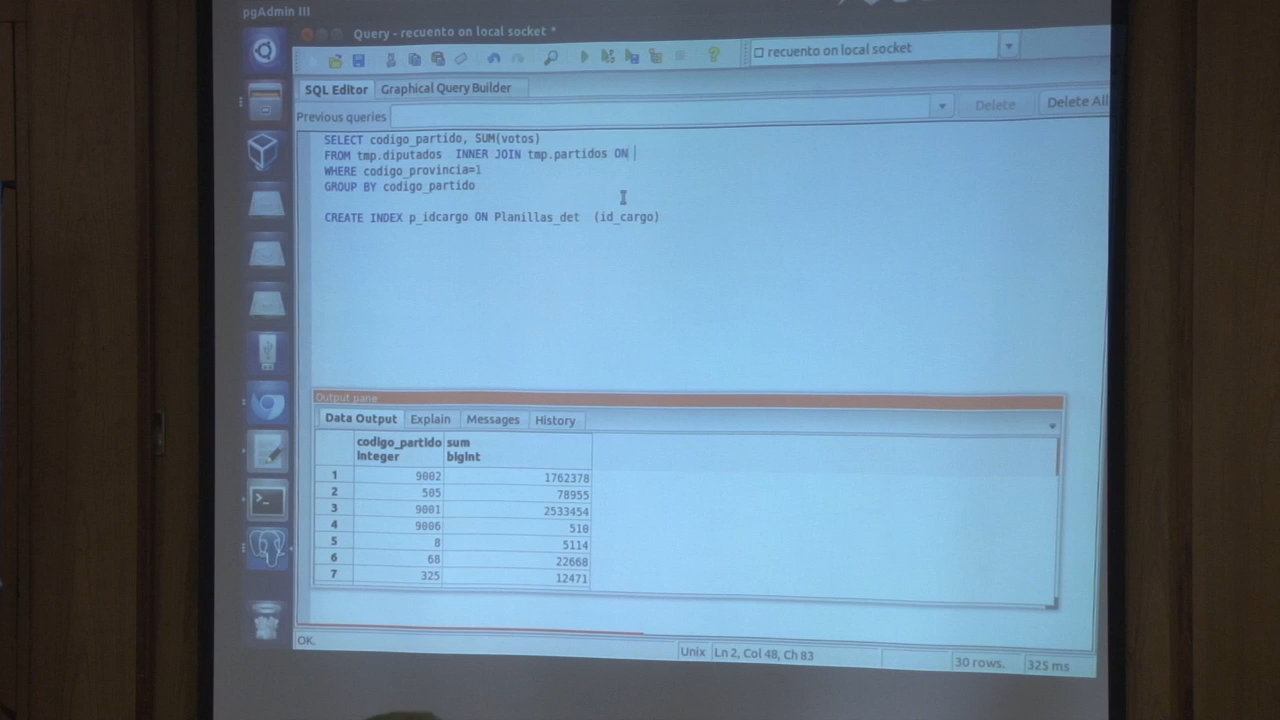 pgAdmin III
Query - recuento on local socket *
recuento on local socket
SQL Editor Graphical Query Builder
Previous queries Delete Delete All
SELECT codigo_partido, SUM(votos)
FROM tmp.diputados INNER JOIN tmp.partidos ON
WHERE codigo_provincia=1
GROUP BY codigo_partido
CREATE INDEX p_idcargo ON Planillas_det (id_cargo)
Output pane
Data Output Explain Messages History
codigo_partido sum
integer bigint
1 9002 1762378
2 505 78955
3 9001 2533454
4 9006 510
5 8 5114
6 68 22668
7 325 12471
OK.
Unix Ln 2, Col 48, Ch 83 30 rows. 325 ms